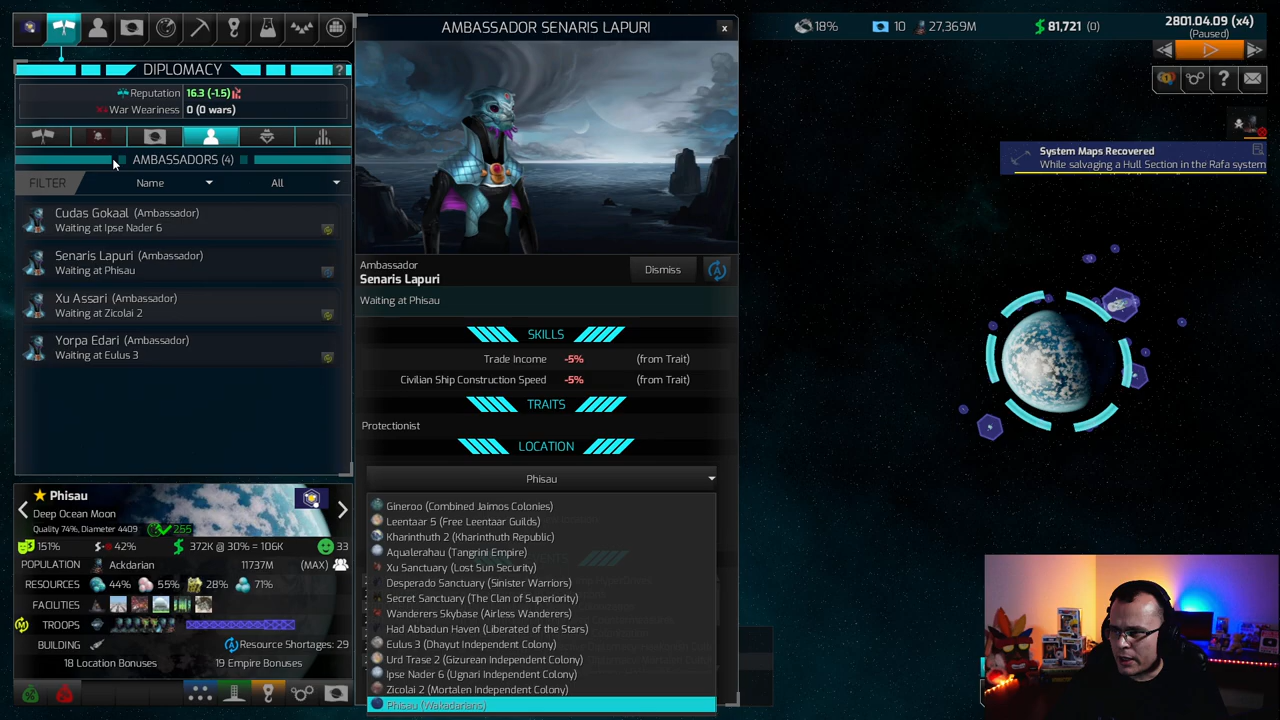 DIPLOMACY
?
Reputation 16.3 (-1.5)
War Weariness 0 (0 wars)
AMBASSADORS (4)
FILTER Name All
Cudas Gokaal (Ambassador)
Waiting at Ipse Nader 6
Senaris Lapuri (Ambassador)
Waiting at Phisau
Xu Assari (Ambassador)
Waiting at Zicolai 2
Yorpa Edari (Ambassador)
Waiting at Eulus 3
Phisau
Deep Ocean Moon
Quality 74%, Diameter 4409 255
151% 42% 372K @ 30% = 106K 33
POPULATION Ackdarian 11737M (MAX)
RESOURCES 44% 55% 28% 71%
FACILITIES
TROOPS
BUILDING Resource Shortages: 29
18 Location Bonuses 19 Empire Bonuses
AMBASSADOR SENARIS LAPURI
x
Ambassador
Senaris Lapuri
Dismiss
A
Waiting at Phisau
SKILLS
Trade Income -5% (from Trait)
Civilian Ship Construction Speed -5% (from Trait)
TRAITS
Protectionist
LOCATION
Phisau
Gineroo (Combined Jaimos Colonies)
Leentaar 5 (Free Leentaar Guilds)
Kharinthuth 2 (Kharinthuth Republic)
Aqualerahau (Tangrini Empire)
Xu Sanctuary (Lost Sun Security)
Desperado Sanctuary (Sinister Warriors)
Secret Sanctuary (The Clan of Superiority)
Wanderers Skybase (Airless Wanderers)
Had Abbadun Haven (Liberated of the Stars)
Eulus 3 (Dhayut Independent Colony)
Urd Trase 2 (Gizurean Independent Colony)
Ipse Nader 6 (Ugnari Independent Colony)
Zicolai 2 (Mortalen Independent Colony)
Phisau (Wakadarians)
18% 10 27,369M $ 81,721 (0)
2801.04.09 (x4)
(Paused)
?
System Maps Recovered
While salvaging a Hull Section in the Rafa system